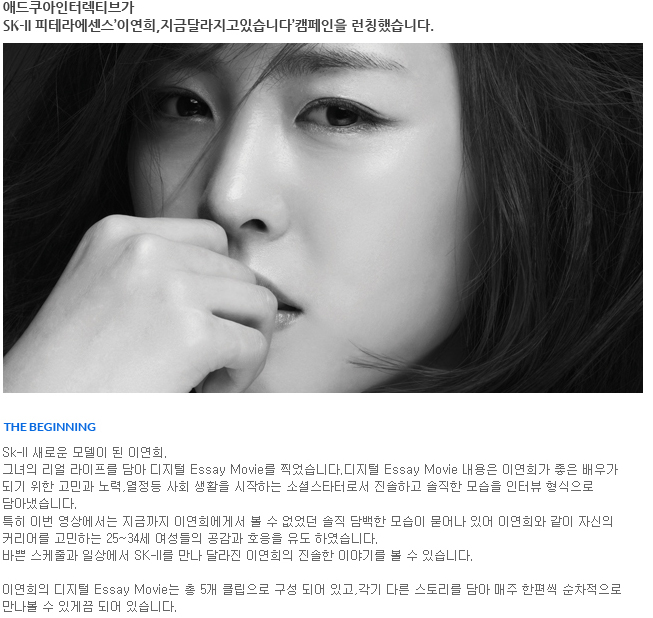 애드쿠아인터렉티브가
SK-II 피테라에센스'이연희,지금달라지고있습니다'캠페인을 런칭했습니다.
THE BEGINNING
Sk-II 새로운 모델이 된 이연희.
그녀의 리얼 라이프를 담아 디지털 Essay Movie를 찍었습니다.디지털 Essay Movie 내용은 이연희가 좋은 배우가
되기 위한 고민과 노력,열정등 사회 생활을 시작하는 소셜스타터로서 진솔하고 솔직한 모습을 인터뷰 형식으로
담아냈습니다.
특히 이번 영상에서는 지금까지 이연희에게서 볼 수 없었던 솔직 담백한 모습이 묻어나 있어 이연희와 같이 자신의
커리어를 고민하는 25~34세 여성들의 공감과 호응을 유도 하였습니다.
바쁜 스케줄과 일상에서 SK-II를 만나 달라진 이연희의 진솔한 이야기를 볼 수 있습니다.
이연희의 디지털 Essay Movie는 총 5개 클립으로 구성 되어 있고,각기 다른 스토리를 담아 매주 한편씩 순차적으로
만나볼 수 있게끔 되어 있습니다.